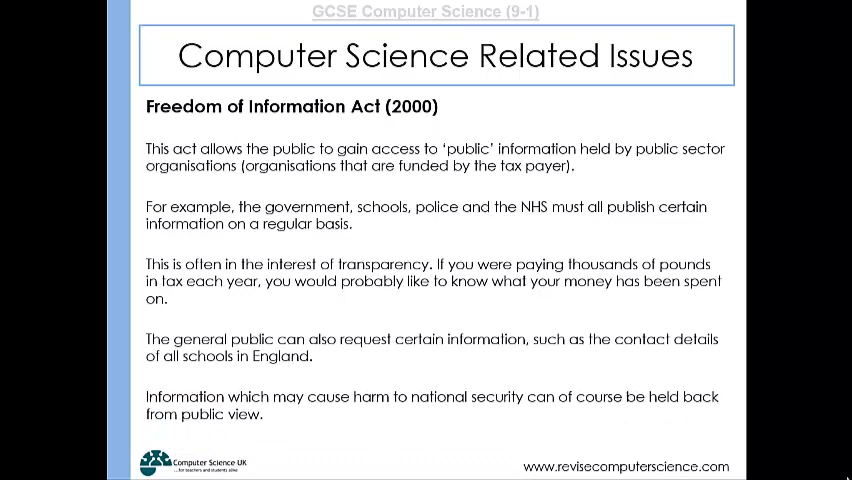 GCSE Computer Science (9-1)
Computer Science Related Issues
Freedom of Information Act (2000)
This act allows the public to gain access to ‘public’ information held by public sector
organisations (organisations that are funded by the tax payer).
For example, the government, schools, police and the NHS must all publish certain
information on a regular basis.
This is often in the interest of transparency. If you were paying thousands of pounds
in tax each year, you would probably like to know what your money has been spent
on.
The general public can also request certain information, such as the contact details
of all schools in England.
Information which may cause harm to national security can of course be held back
from public view.
Computer Science UK
...for teachers and students alike
www.revisecomputerscience.com